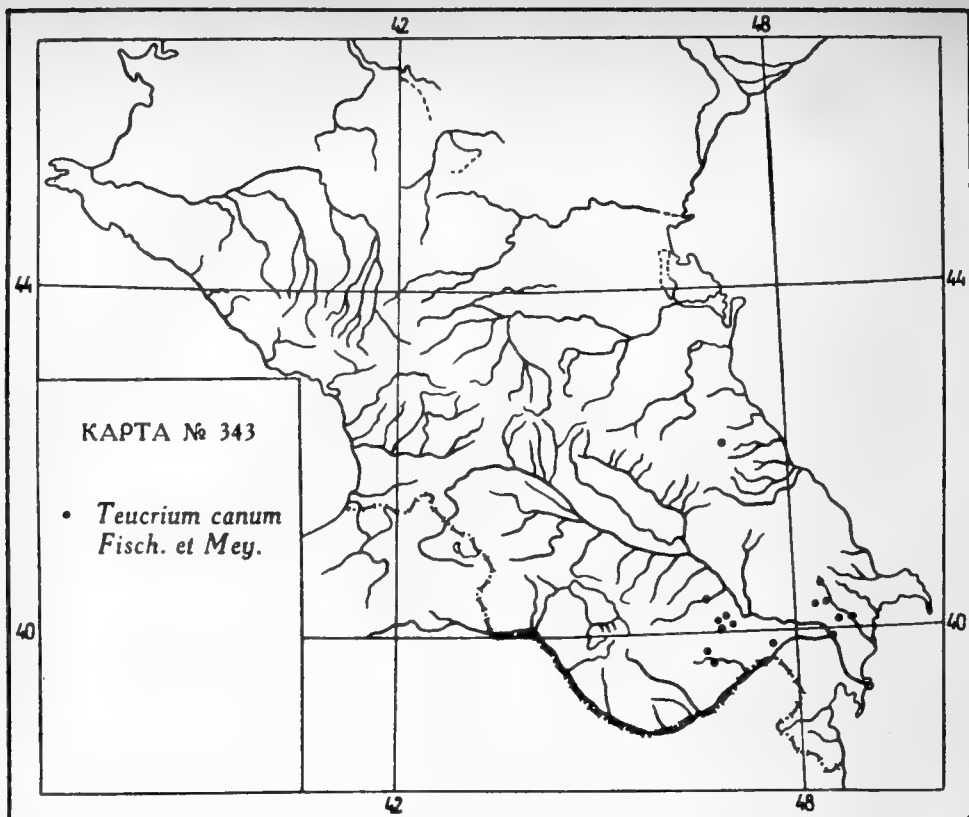 42 48
44 44
КАРТА № 343
• Teucrium canum
Fisch. et Mey.
40 40
42 48